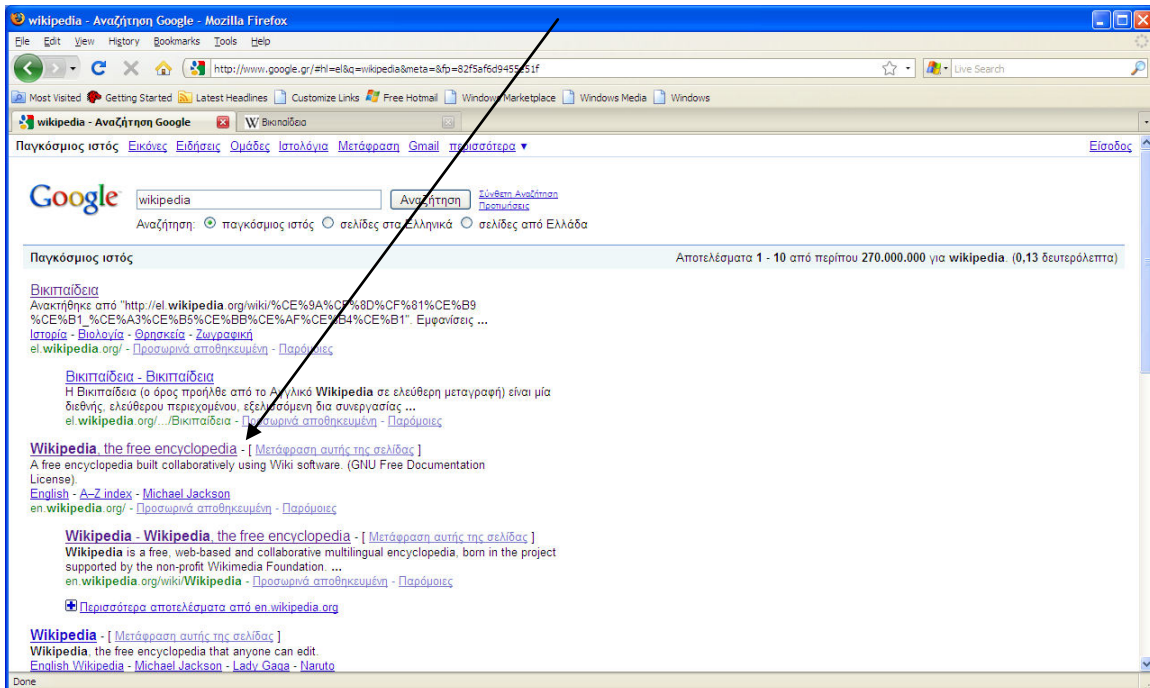 wikipedia - Αναζήτηση Google - Mozilla Firefox
File Edit View History Bookmarks Tools Help
http://www.google.gr/#hl=el&q=wikipedia&meta=&fp=82f5af6d9455e51f
Live Search
Most Visited Getting Started Latest Headlines Customize Links Free Hotmail Windows Marketplace Windows Media Windows
wikipedia - Αναζήτηση Google W Βικιπαίδεια
Παγκόσμιος ιστός Εικόνες Ειδήσεις Ομάδες Ιστολόγια Μετάφραση Gmail περισσότερα ▼ Είσοδος
Google wikipedia Αναζήτηση Σύνθετη Αναζήτηση
Προτιμήσεις
Αναζήτηση: παγκόσμιος ιστός σελίδες στα Ελληνικά σελίδες από Ελλάδα
Παγκόσμιος ιστός Αποτελέσματα 1 - 10 από περίπου 270.000.000 για wikipedia. (0,13 δευτερόλεπτα)
Βικιπαίδεια
Ανακτήθηκε από "http://el.wikipedia.org/wiki/%CE%9A%CF%8D%CF%81%CE%B9
%CE%B1_%CE%A3%CE%B5%CE%BB%CE%AF%CE%B4%CE%B1". Εμφανίσεις ...
Ιστορία - Βιολογία - Θρησκεία - Ζωγραφική
el.wikipedia.org/ - Προσωρινά αποθηκευμένη - Παρόμοιες
Βικιπαίδεια - Βικιπαίδεια
Η Βικιπαίδεια (ο όρος προήλθε από το Αγγλικό Wikipedia σε ελεύθερη μεταγραφή) είναι μία
διεθνής, ελεύθερου περιεχομένου, εξελισσόμενη δια συνεργασίας ...
el.wikipedia.org/.../Βικιπαίδεια - Προσωρινά αποθηκευμένη - Παρόμοιες
Wikipedia, the free encyclopedia - [ Μετάφραση αυτής της σελίδας ]
A free encyclopedia built collaboratively using Wiki software. (GNU Free Documentation
License).
English - A–Z index - Michael Jackson
en.wikipedia.org/ - Προσωρινά αποθηκευμένη - Παρόμοιες
Wikipedia - Wikipedia, the free encyclopedia - [ Μετάφραση αυτής της σελίδας ]
Wikipedia is a free, web-based and collaborative multilingual encyclopedia, born in the project
supported by the non-profit Wikimedia Foundation. ...
en.wikipedia.org/wiki/Wikipedia - Προσωρινά αποθηκευμένη - Παρόμοιες
Περισσότερα αποτελέσματα από en.wikipedia.org
Wikipedia - [ Μετάφραση αυτής της σελίδας ]
Wikipedia, the free encyclopedia that anyone can edit.
English Wikipedia - Michael Jackson - Lady Gaga - Naruto
Done